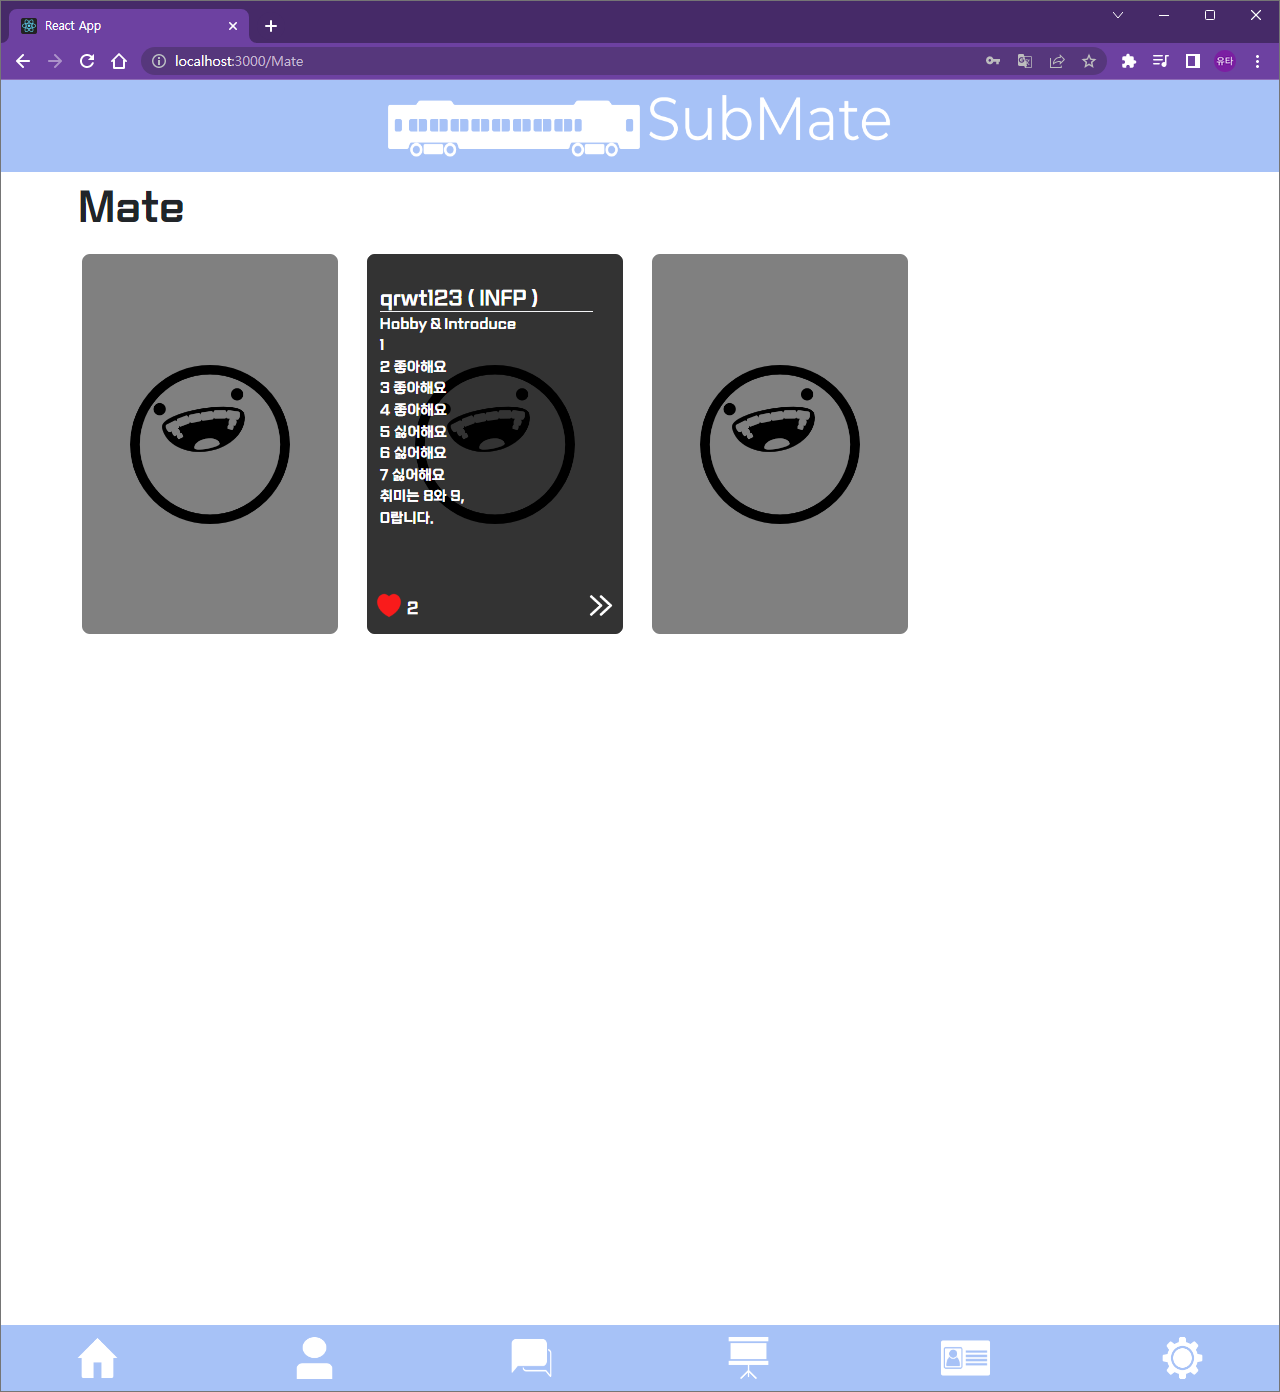 React App
localhost:3000/Mate
유타
SubMate
Mate
qrwt123 ( INFP )
Hobby & Introduce
1
2 좋아해요
3 좋아해요
4 좋아해요
5 싫어해요
6 싫어해요
7 싫어해요
취미는 8와 9,
0랍니다.
2